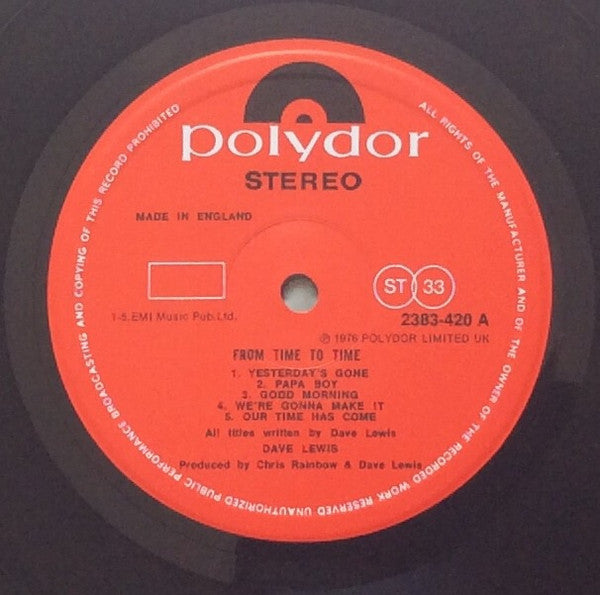 polydor
STEREO
MADE IN ENGLAND
ST 33
1-5.EMI Music Pub.Ltd.
2383-420 A
℗ 1976 POLYDOR LIMITED UK
FROM TIME TO TIME
1. YESTERDAY'S GONE
2. PAPA BOY
3. GOOD MORNING
4. WE'RE GONNA MAKE IT
5. OUR TIME HAS COME
All titles written by Dave Lewis
DAVE LEWIS
Produced by Chris Rainbow & Dave Lewis
ALL RIGHTS OF THE MANUFACTURER AND OF THE OWNER OF THE RECORDED WORK RESERVED UNAUTHORIZED PUBLIC PERFORMANCE BROADCASTING AND COPYING OF THIS RECORD PROHIBITED